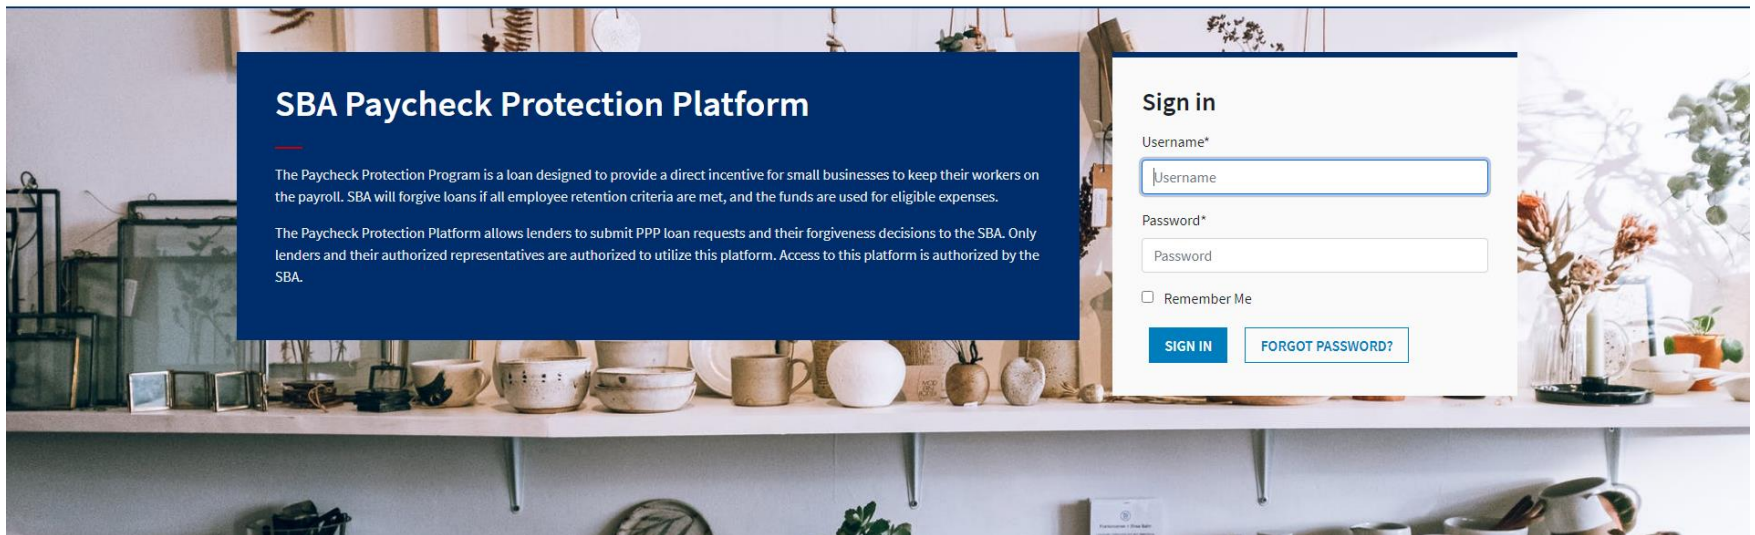 SBA Paycheck Protection Platform
The Paycheck Protection Program is a loan designed to provide a direct incentive for small businesses to keep their workers on
the payroll. SBA will forgive loans if all employee retention criteria are met, and the funds are used for eligible expenses.
The Paycheck Protection Platform allows lenders to submit PPP loan requests and their forgiveness decisions to the SBA. Only
lenders and their authorized representatives are authorized to utilize this platform. Access to this platform is authorized by the
SBA.
Sign in
Username*
Username
Password*
Password
Remember Me
SIGN IN
FORGOT PASSWORD?